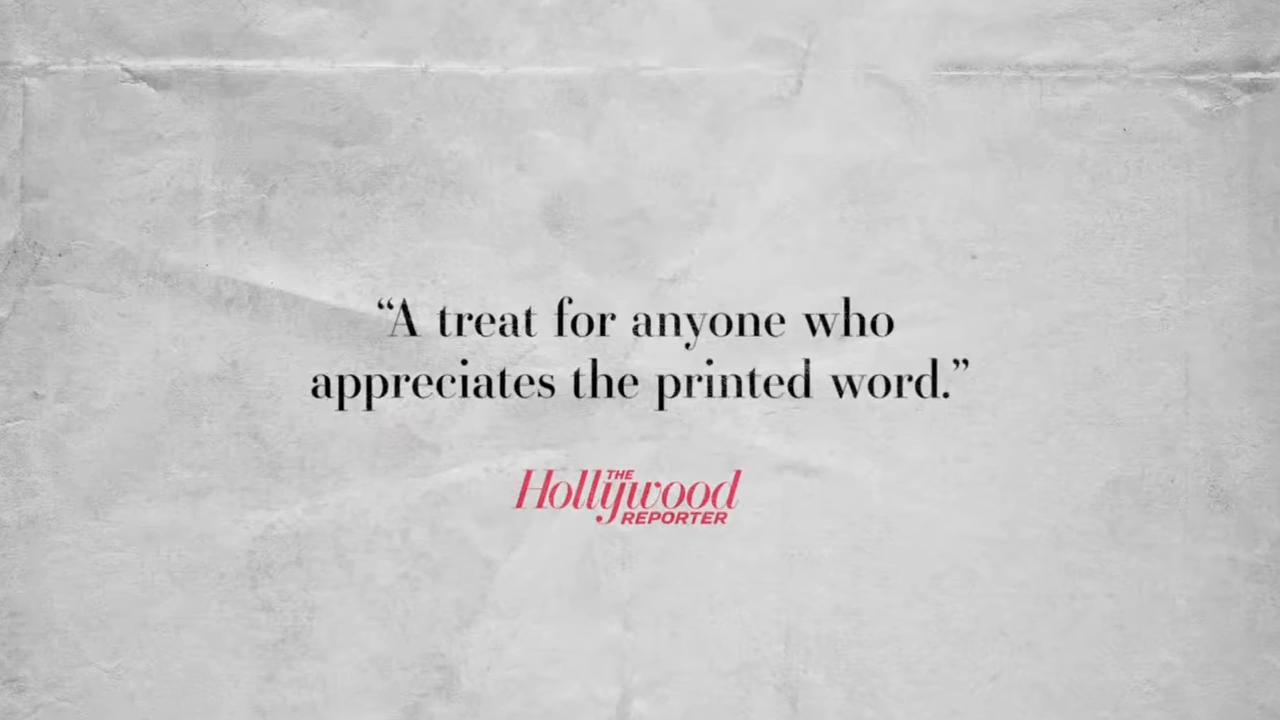 “A treat for anyone who
appreciates the printed word.”
THE
Hollywood
REPORTER